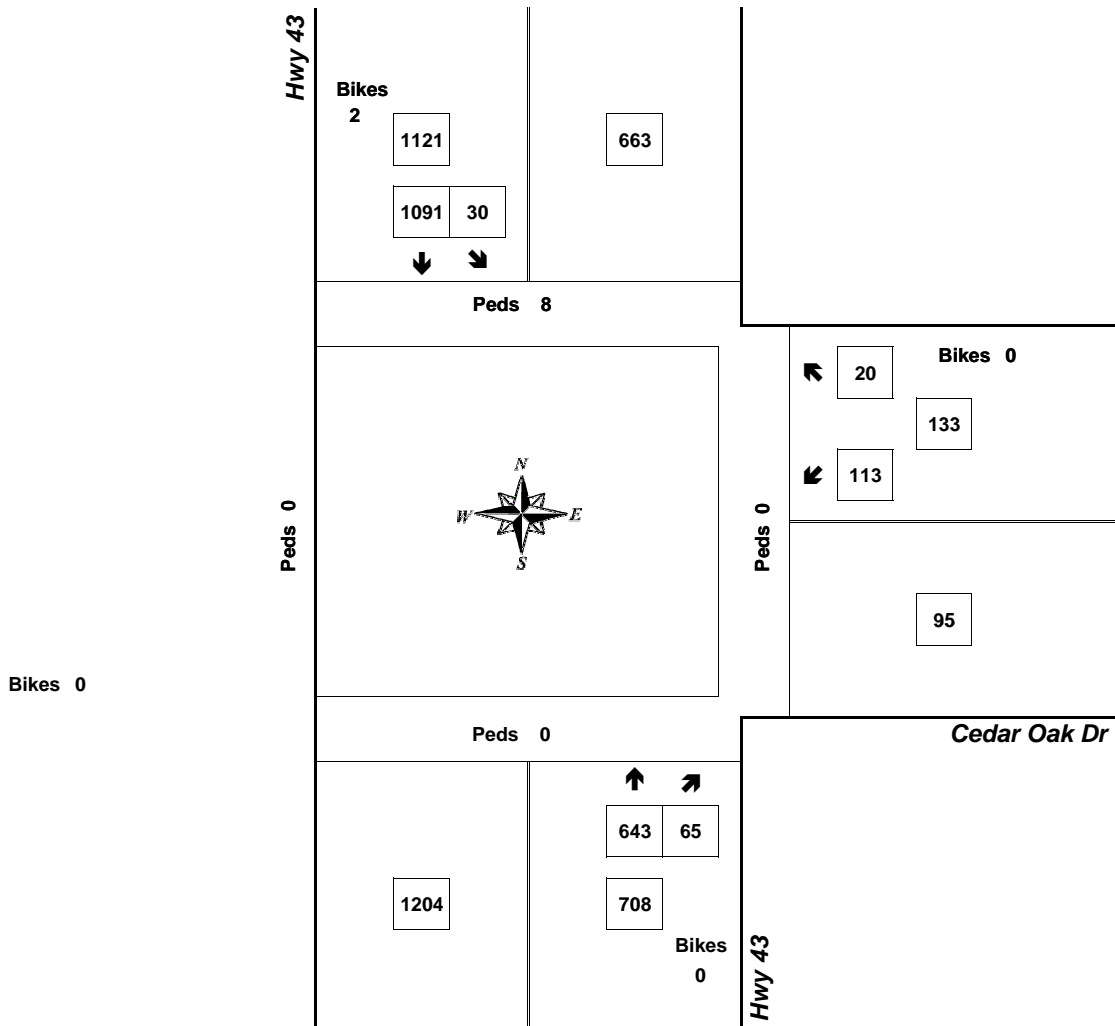 Hwy 43
Bikes
2
1121
663
1091 30
Peds 8
Bikes 0
20
133
113
N
W E
S
Peds 0
Peds 0
95
Bikes 0
Peds 0
Cedar Oak Dr
643 65
1204
708
Bikes
0
Hwy 43